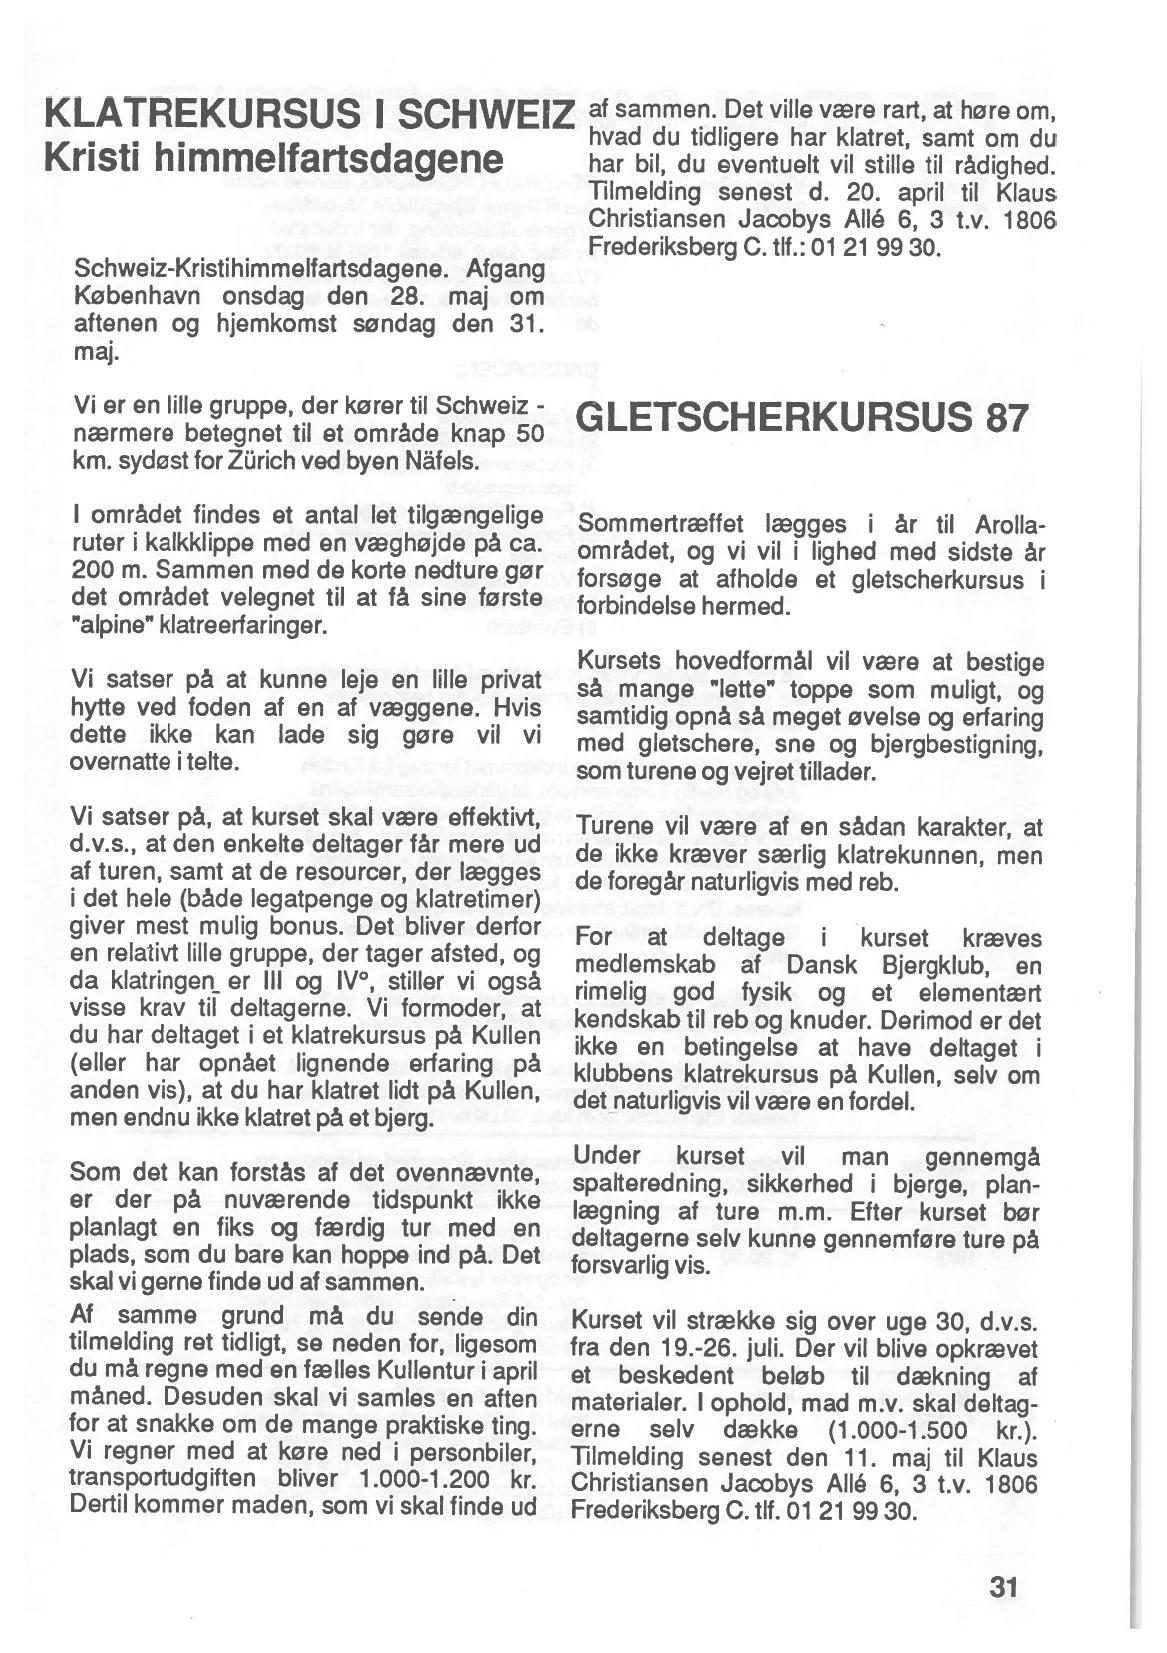 KLATREKURSUS I SCHWEIZ
Kristi himmelfartsdagene
Schweiz-Kristihimmelfartsdagene. Afgang
København onsdag den 28. maj om
aftenen og hjemkomst søndag den 31.
maj.
Vi er en lille gruppe, der kører til Schweiz -
nærmere betegnet til et område knap 50
km. sydøst for Zürich ved byen Näfels.
I området findes et antal let tilgængelige
ruter i kalkklippe med en væghøjde på ca.
200 m. Sammen med de korte nedture gør
det området velegnet til at få sine første
"alpine" klatreerfaringer.
Vi satser på at kunne leje en lille privat
hytte ved foden af en af væggene. Hvis
dette ikke kan lade sig gøre vil vi
overnatte i telte.
Vi satser på, at kurset skal være effektivt,
d.v.s., at den enkelte deltager får mere ud
af turen, samt at de resourcer, der lægges
i det hele (både legatpenge og klatretimer)
giver mest mulig bonus. Det bliver derfor
en relativt lille gruppe, der tager afsted, og
da klatringen er III og IV°, stiller vi også
visse krav til deltagerne. Vi formoder, at
du har deltaget i et klatrekursus på Kullen
(eller har opnået lignende erfaring på
anden vis), at du har klatret lidt på Kullen,
men endnu ikke klatret på et bjerg.
Som det kan forstås af det ovennævnte
er der på nuværende tidspunkt ikke
planlagt en fiks og færdig tur med en
plads, som du bare kan hoppe ind på. Det
skal vi gerne finde ud af sammen.
Af samme grund må du sende din
tilmelding ret tidligt, se neden for, ligesom
du må regne med en fælles Kullentur i april
måned. Desuden skal vi samles en aften
for at snakke om de mange praktiske ting.
Vi regner med at køre ned i personbiler,
transportudgiften bliver 1.000-1.200 kr.
Dertil kommer maden, som vi skal finde ud
af sammen. Det ville være rart, at høre om,
hvad du tidligere har klatret, samt om du
har bil, du eventuelt vil stille til rådighed.
Tilmelding senest d. 20. april til Klaus
Christiansen Jacobys Allé 6, 3 t.v. 1806
Frederiksberg C. tlf.: 01 21 99 30.
GLETSCHERKURSUS 87
Sommertræffet lægges i år til Arolla-
området, og vi vil i lighed med sidste år
forsøge at afholde et gletscherkursus i
forbindelse hermed.
Kursets hovedformål vil være at bestige
så mange "lette" toppe som muligt, og
samtidig opnå så meget øvelse og erfaring
med gletschere, sne og bjergbestigning,
som turene og vejret tillader.
Turene vil være af en sådan karakter, at
de ikke kræver særlig klatrekunnen, men
de foregår naturligvis med reb.
For at deltage i kurset kræves
medlemskab af Dansk Bjergklub, en
rimelig god fysik og et elementært
kendskab til reb og knuder. Derimod er det
ikke en betingelse at have deltaget i
klubbens klatrekursus på Kullen, selv om
det naturligvis vil være en fordel.
Under kurset vil man gennemgå
spalteredning, sikkerhed i bjerge, plan-
lægning af ture m.m. Efter kurset bør
deltagerne selv kunne gennemføre ture på
forsvarlig vis.
Kurset vil strække sig over uge 30, d.v.s.
fra den 19.-26. juli. Der vil blive opkrævet
et beskedent beløb til dækning af
materialer. I ophold, mad m.v. skal deltag-
erne selv dække (1.000-1.500 kr.).
Tilmelding senest den 11. maj til Klaus
Christiansen Jacobys Allé 6, 3 t.v. 1806
Frederiksberg C. tlf. 01 21 99 30.
31